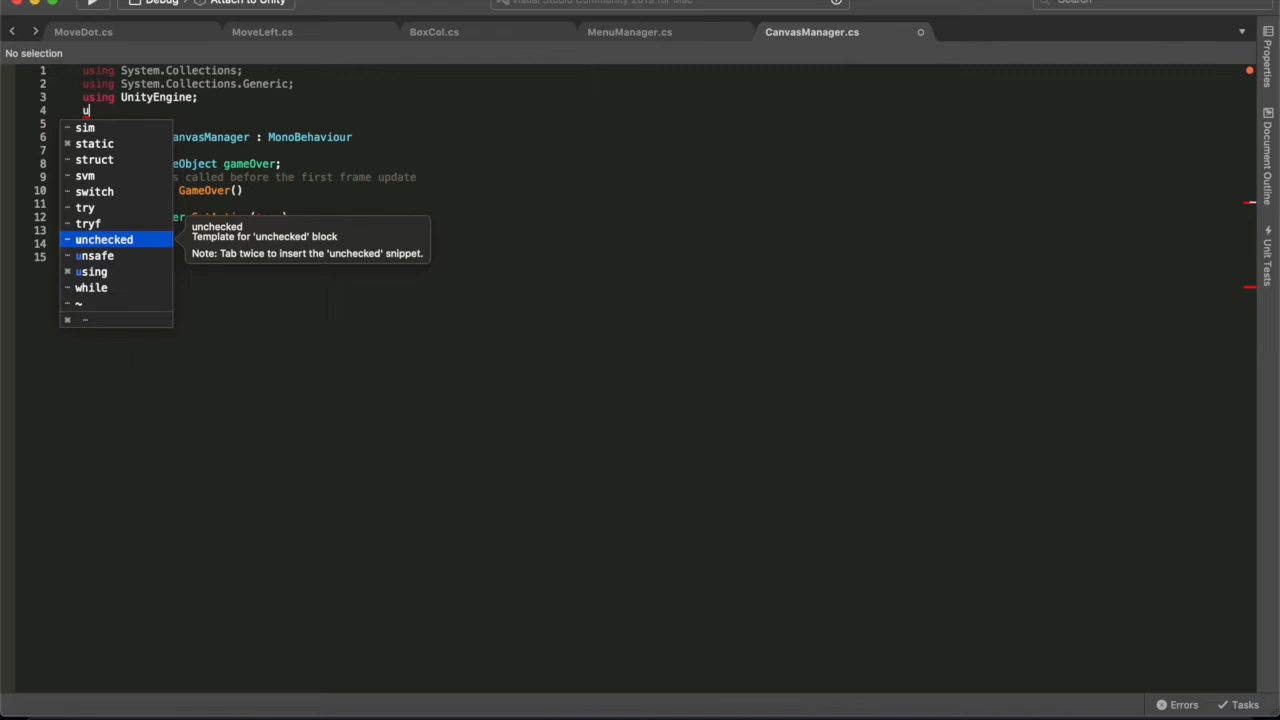 Debug
Attach to Unity
Visual Studio Community 2019 for Mac
Search
MoveDot.cs
MoveLeft.cs
BoxCol.cs
MenuManager.cs
CanvasManager.cs
No selection
1 using System.Collections;
2 using System.Collections.Generic;
3 using UnityEngine;
4 u
5
6 anvasManager : MonoBehaviour
7
8 eObject gameOver;
9 s called before the first frame update
10 GameOver()
11
12
13
14
15
sim
static
struct
svm
switch
try
tryf
unchecked
unsafe
using
while
~
unchecked
Template for 'unchecked' block
Note: Tab twice to insert the 'unchecked' snippet.
Properties
Document Outline
Unit Tests
Errors
Tasks